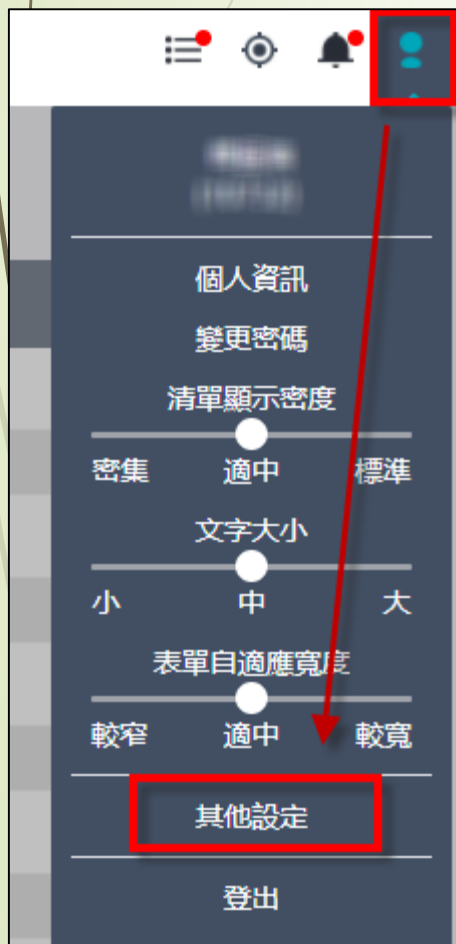 個人資訊
變更密碼
清單顯示密度
密集 適中 標準
文字大小
小 中 大
表單自適應寬度
較窄 適中 較寬
其他設定
登出